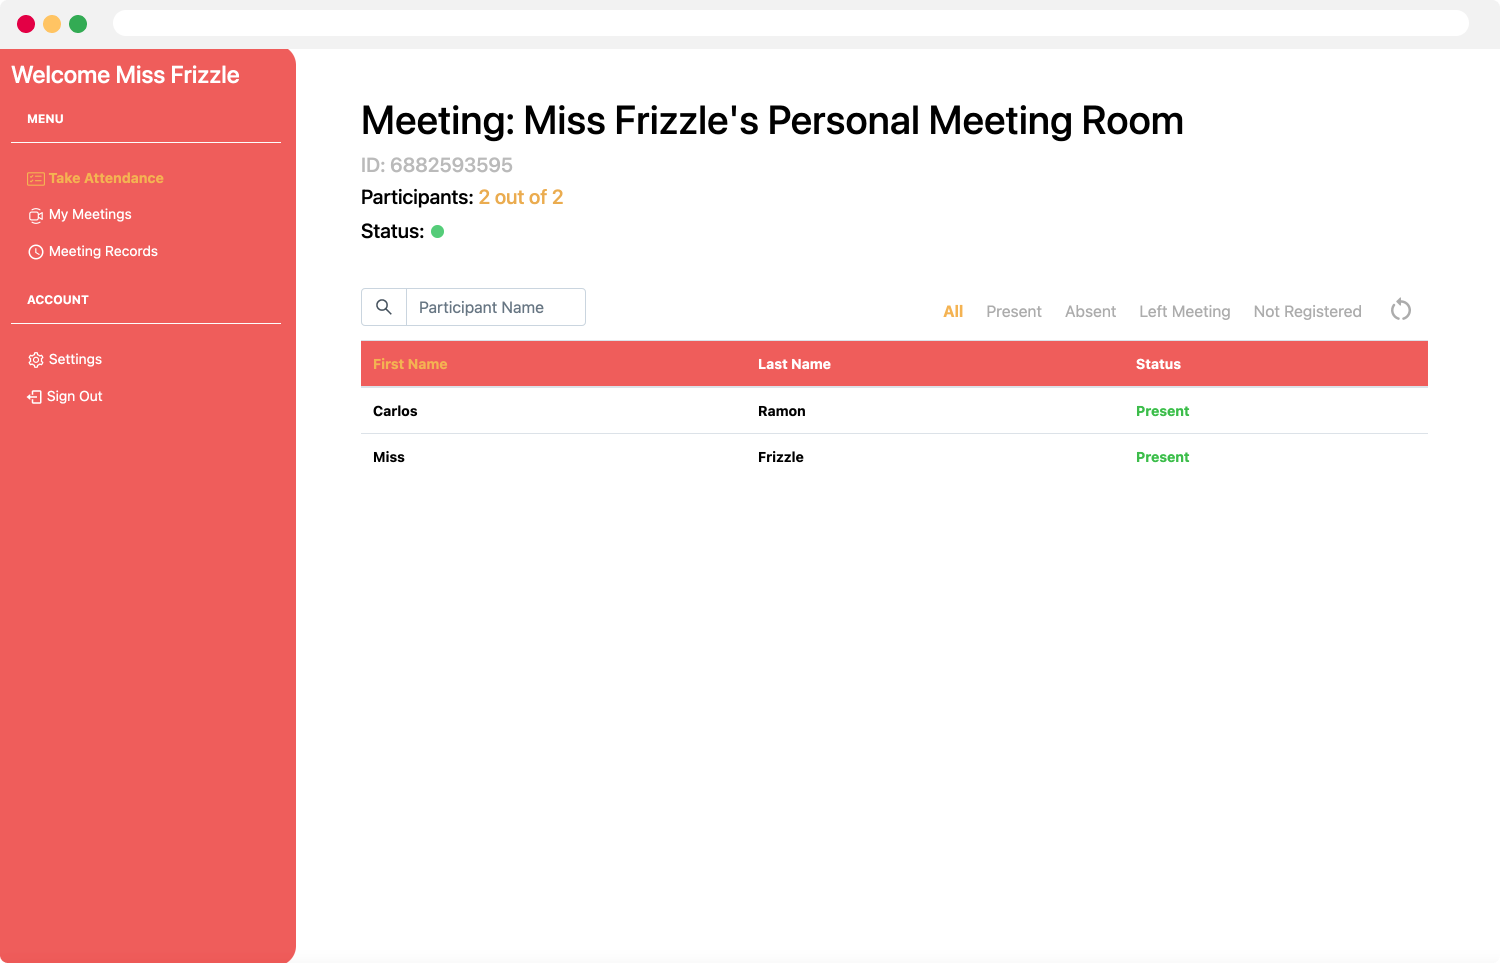 Welcome Miss Frizzle
MENU
Take Attendance
My Meetings
Meeting Records
ACCOUNT
Settings
Sign Out
Meeting: Miss Frizzle's Personal Meeting Room
ID: 6882593595
Participants: 2 out of 2
Status:
Participant Name
All Present Absent Left Meeting Not Registered
First Name Last Name Status
Carlos Ramon Present
Miss Frizzle Present